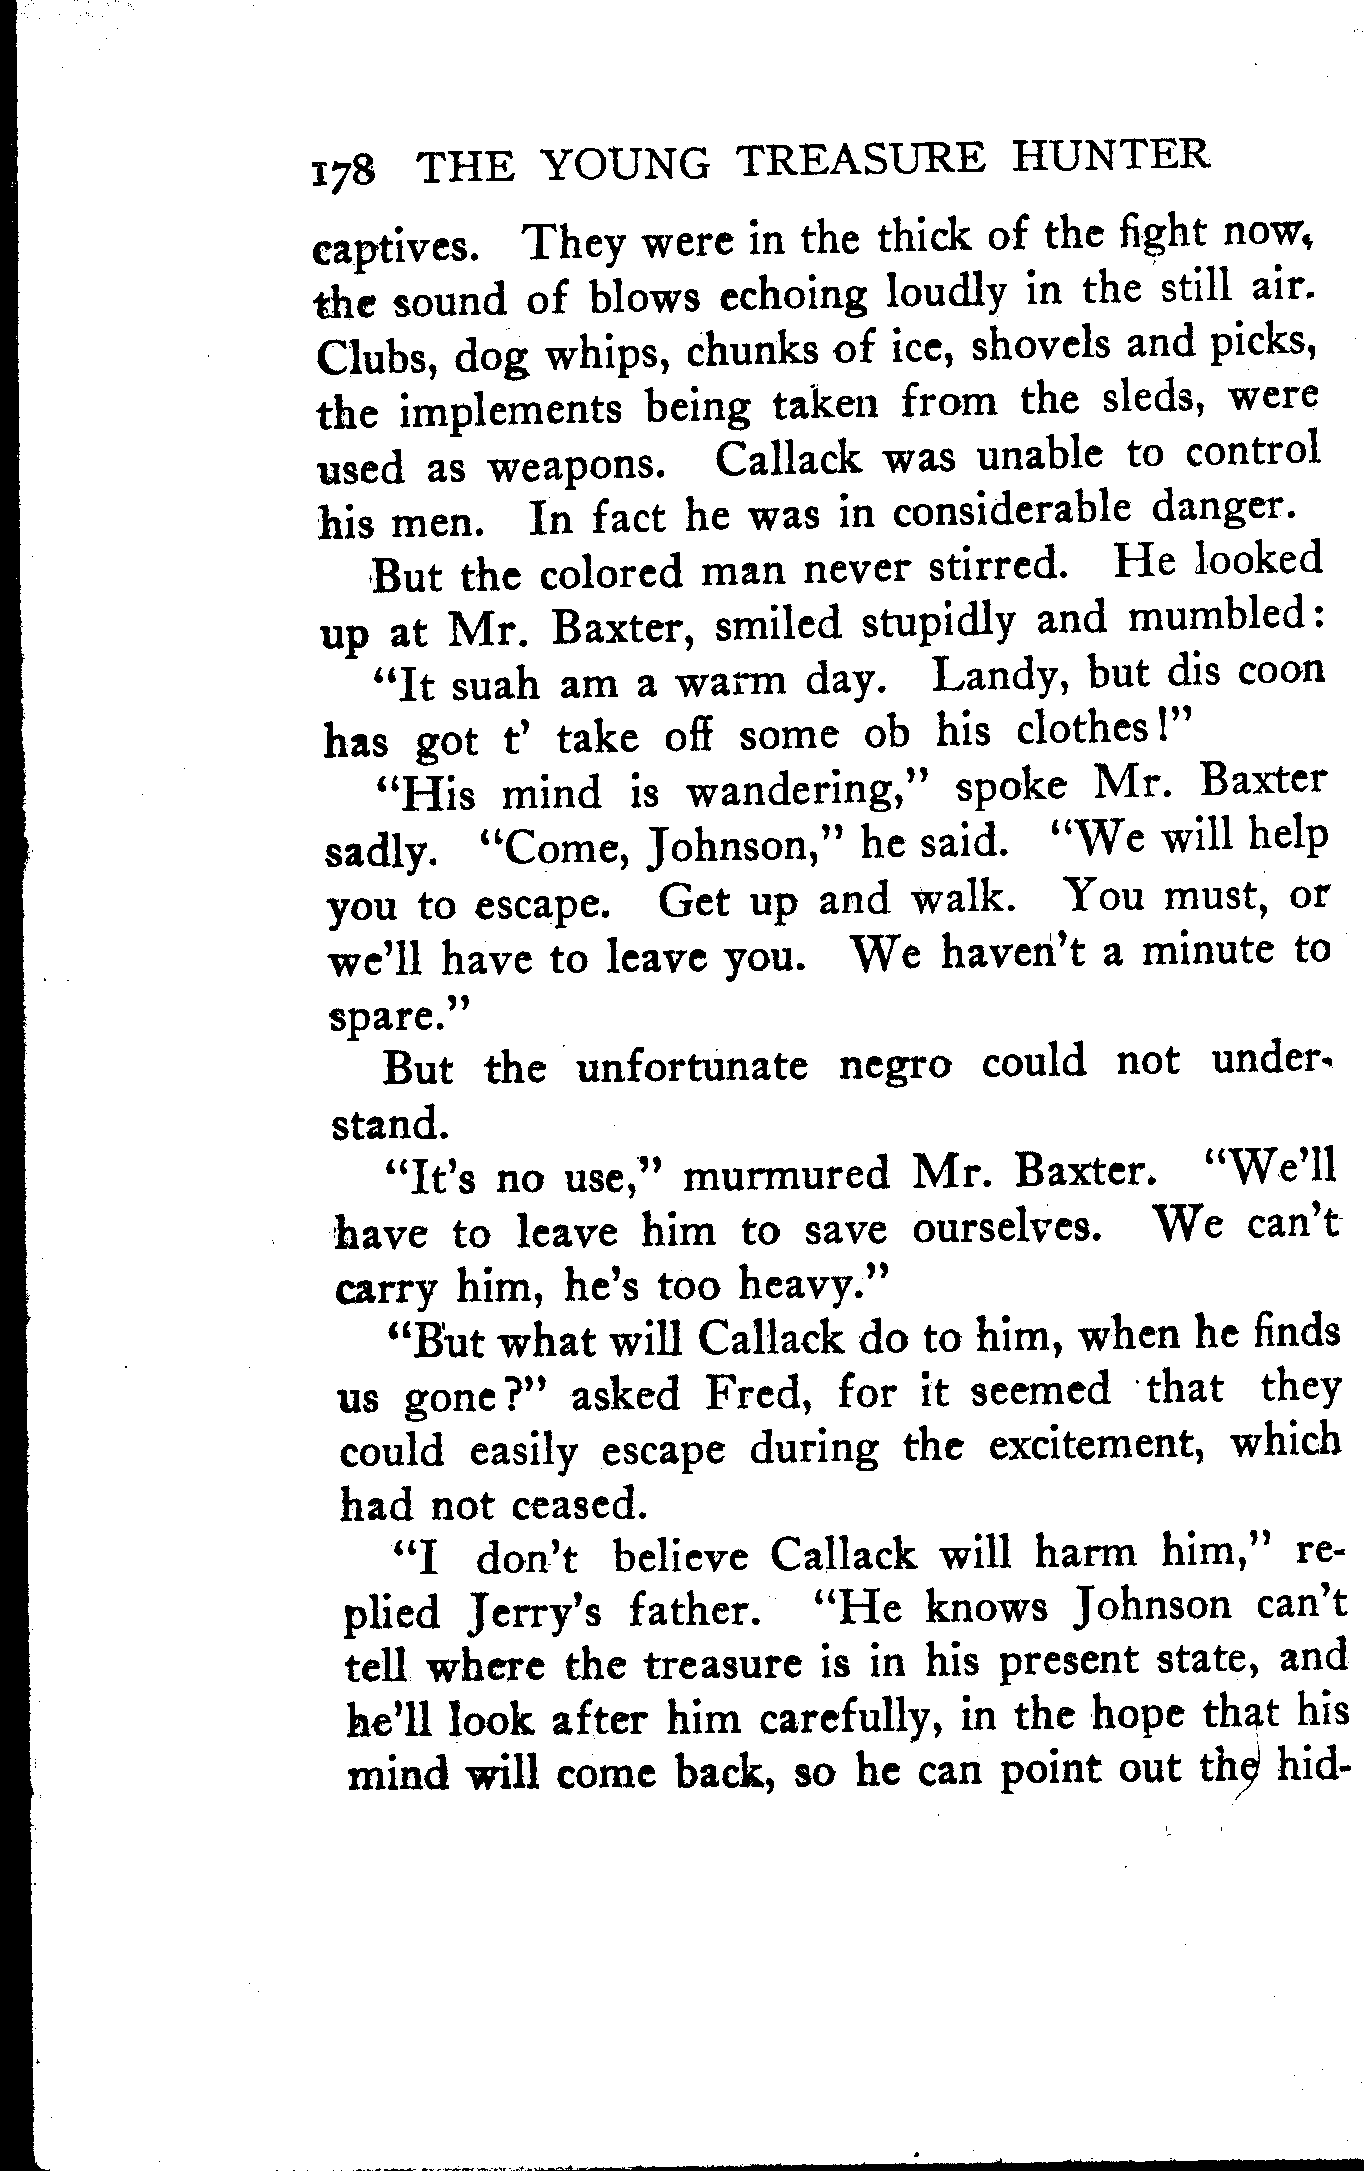 178 THE YOUNG TREASURE HUNTER
captives. They were in the thick of the fight now,
the sound of blows echoing loudly in the still air.
Clubs, dog whips, chunks of ice, shovels and picks,
the implements being taken from the sleds, were
used as weapons. Callack was unable to control
his men. In fact he was in considerable danger.
But the colored man never stirred. He looked
up at Mr. Baxter, smiled stupidly and mumbled:
"It suah am a warm day. Landy, but dis coon
has got t' take off some ob his clothes!"
"His mind is wandering," spoke Mr. Baxter
sadly. "Come, Johnson," he said. "We will help
you to escape. Get up and walk. You must, or
we'll have to leave you. We haven't a minute to
spare."
But the unfortunate negro could not under-
stand.
"It's no use," murmured Mr. Baxter. "We'll
have to leave him to save ourselves. We can't
carry him, he's too heavy."
"But what will Callack do to him, when he finds
us gone?" asked Fred, for it seemed that they
could easily escape during the excitement, which
had not ceased.
"I don't believe Callack will harm him," re-
plied Jerry's father. "He knows Johnson can't
tell where the treasure is in his present state, and
he'll look after him carefully, in the hope that his
mind will come back, so he can point out the hid-